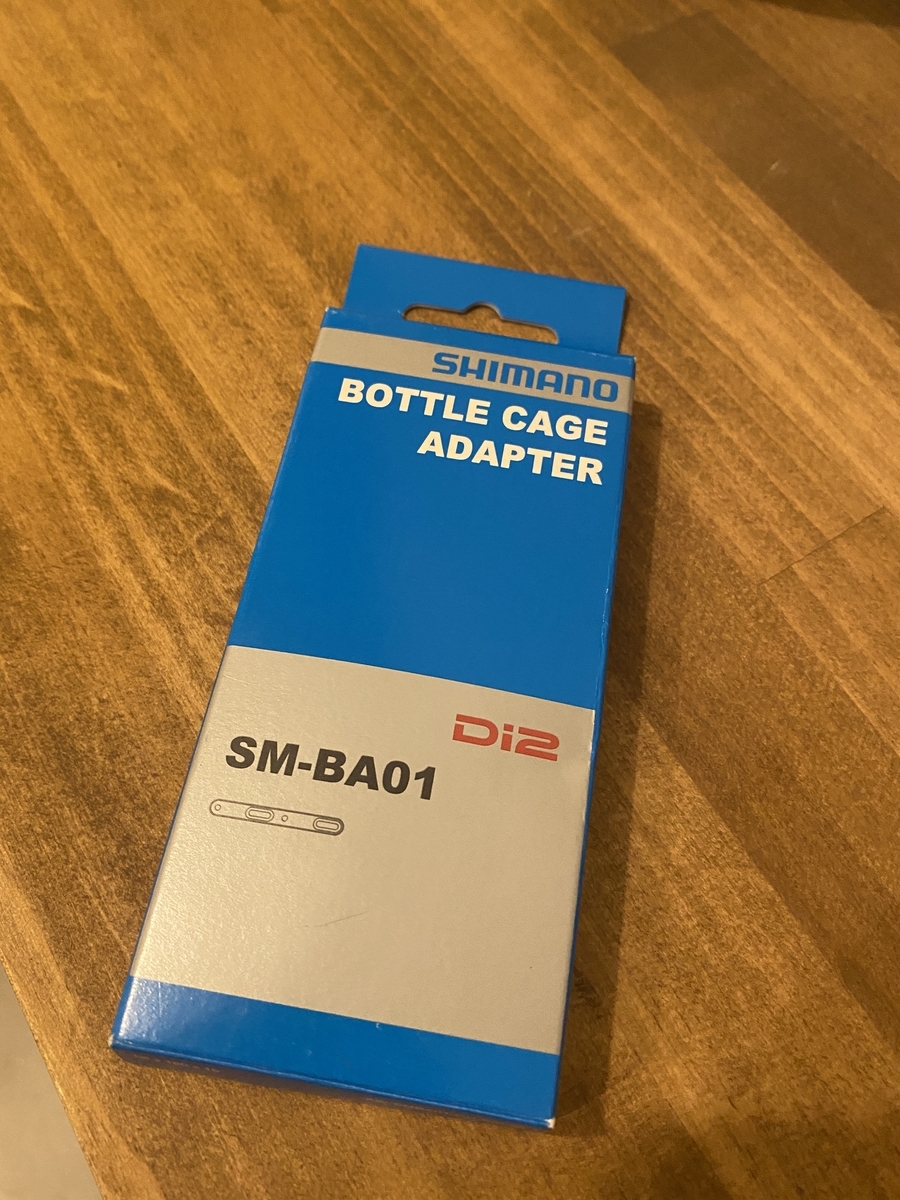 SHIMANO
BOTTLE CAGE
ADAPTER
Di2
SM-BA01